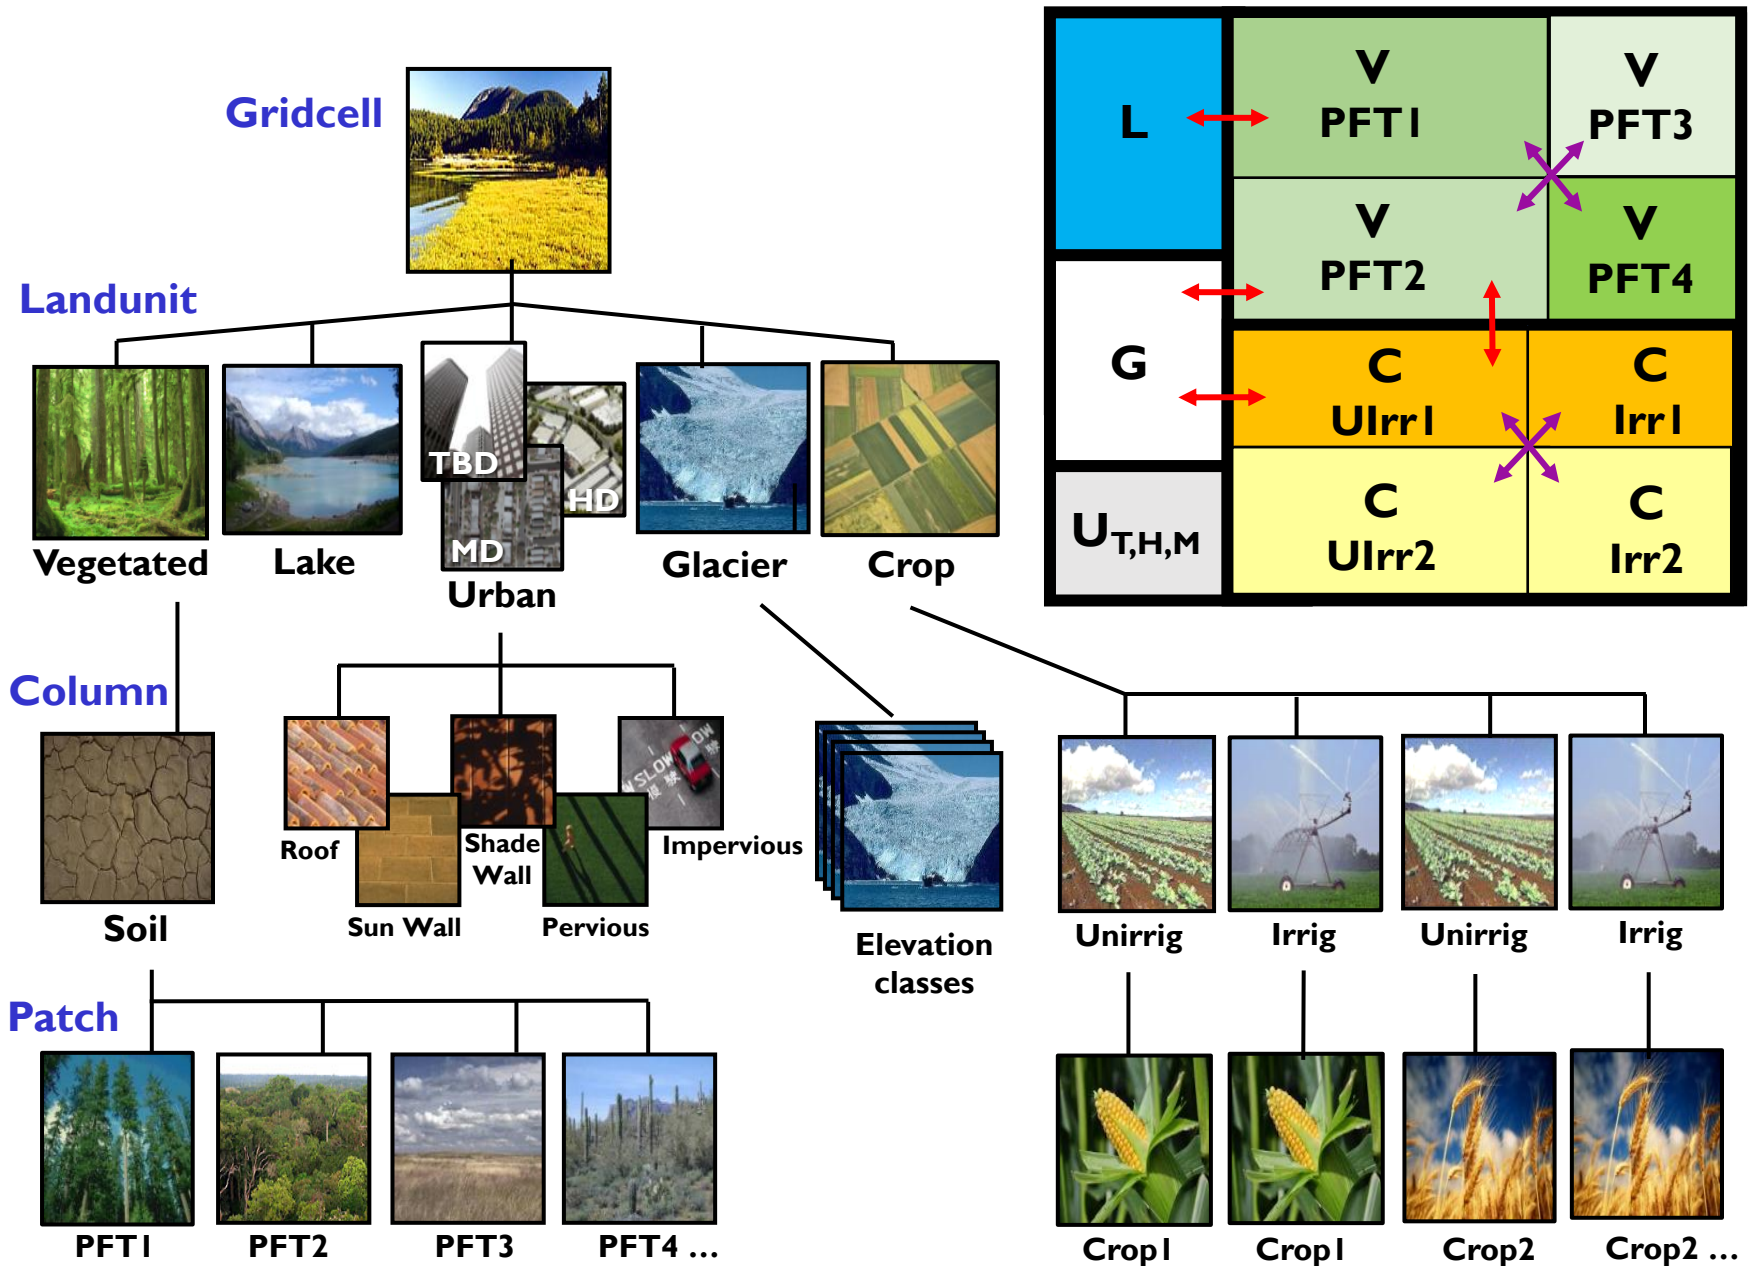 Gridcell
Landunit
TBD
HD
MD
Vegetated
Lake
Urban
Glacier
Crop
L
G
U T,H,M
V
PFT1
V
PFT3
V
PFT2
V
PFT4
C
UIrr1
C
Irr1
C
UIrr2
C
Irr2
Column
Soil
Roof
Sun Wall
Shade
Wall
Pervious
SLOW
Impervious
Elevation
classes
Unirrig
Irrig
Unirrig
Irrig
Patch
PFT1
PFT2
PFT3
PFT4 ...
Crop1
Crop1
Crop2
Crop2 ...